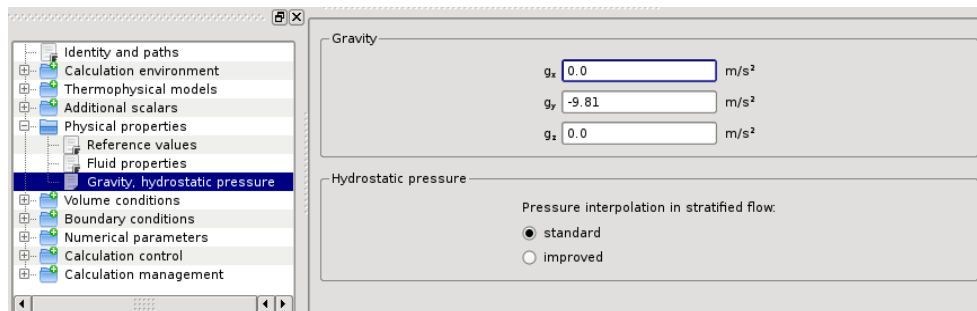 Identity and paths
Calculation environment
Thermophysical models
Additional scalars
Physical properties
Reference values
Fluid properties
Gravity, hydrostatic pressure
Volume conditions
Boundary conditions
Numerical parameters
Calculation control
Calculation management
Gravity
gₓ 0.0 m/s²
gᵧ -9.81 m/s²
g_z 0.0 m/s²
Hydrostatic pressure
Pressure interpolation in stratified flow:
standard
improved